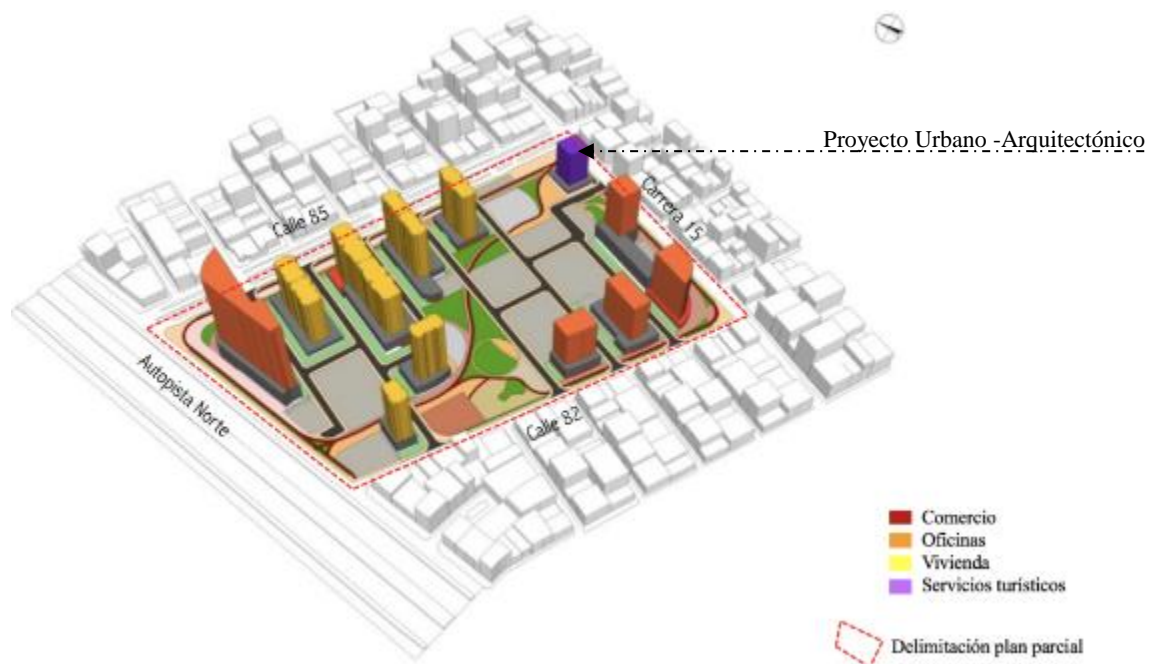 Proyecto Urbano -Arquitectónico
Carrera 15
Calle 85
Autopista Norte
Calle 82
Comercio
Oficinas
Vivienda
Servicios turísticos
Delimitación plan parcial